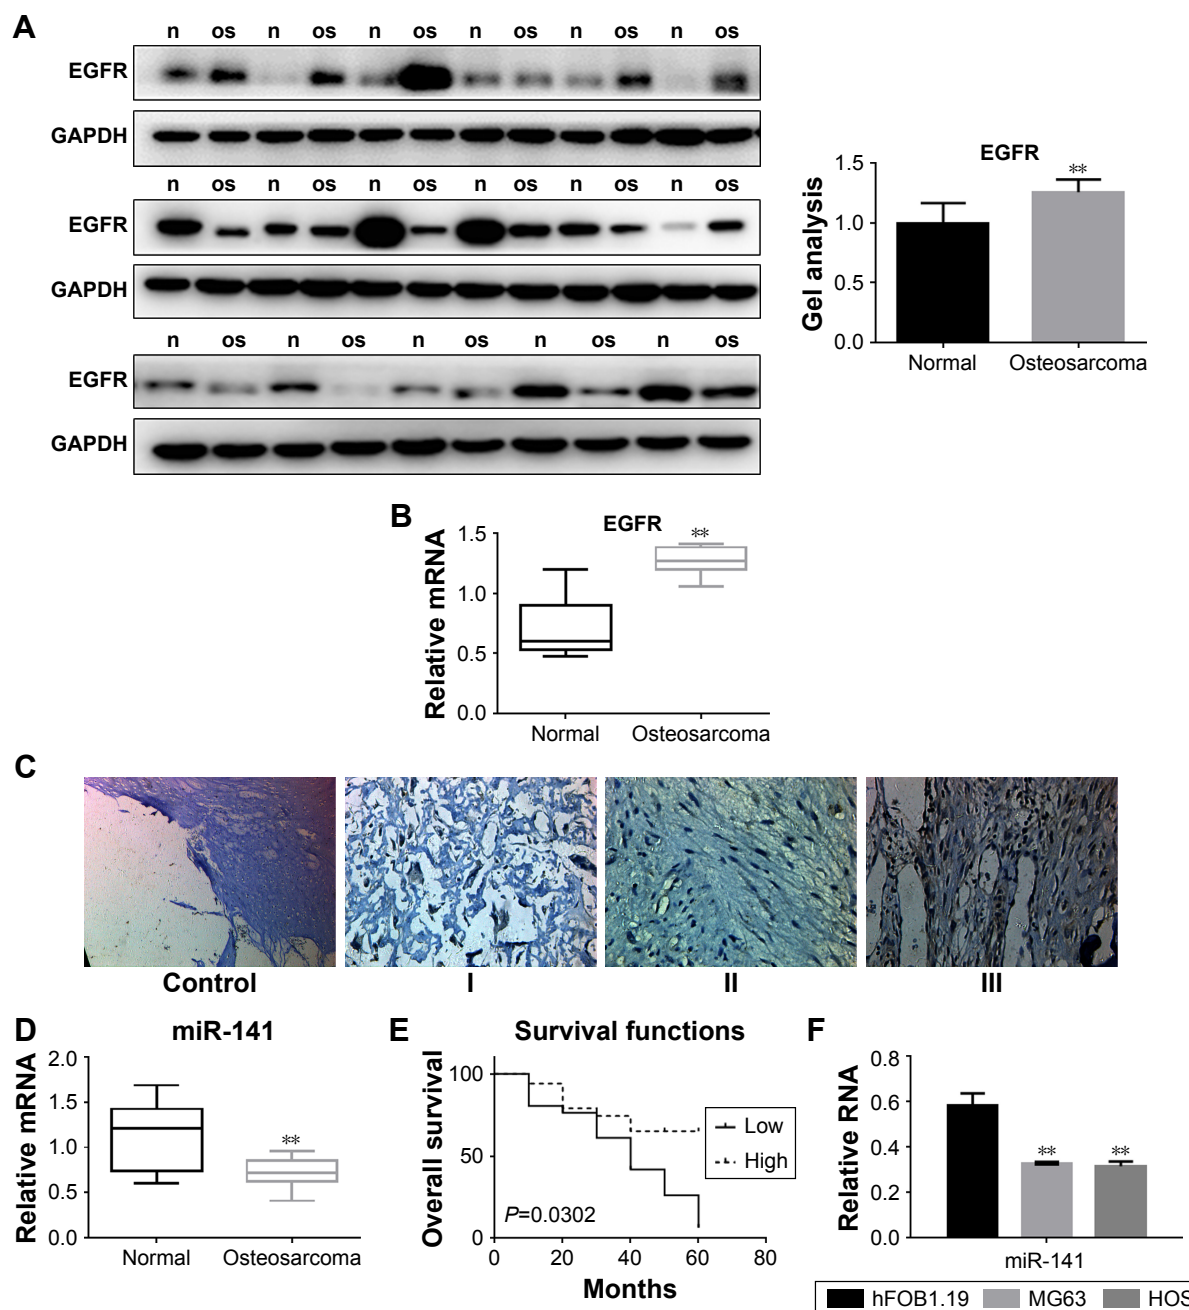 A
n os n os n os n os n os n os
EGFR
GAPDH
n os n os n os n os n os n os
EGFR
GAPDH
n os n os n os n os n os
EGFR
GAPDH
EGFR
**
Gel analysis
1.5
1.0
0.5
0.0
Normal Osteosarcoma
B
EGFR
**
Relative mRNA
1.5
1.0
0.5
0.0
Normal Osteosarcoma
C
Control I II III
D
miR-141
**
Relative mRNA
2.0
1.5
1.0
0.5
0.0
Normal Osteosarcoma
E
Survival functions
Overall survival
100
50
0
Low
High
P=0.0302
0 20 40 60 80
Months
F
Relative RNA
0.8
0.6
0.4
0.2
0.0
** **
miR-141
hFOB1.19 MG63 HOS